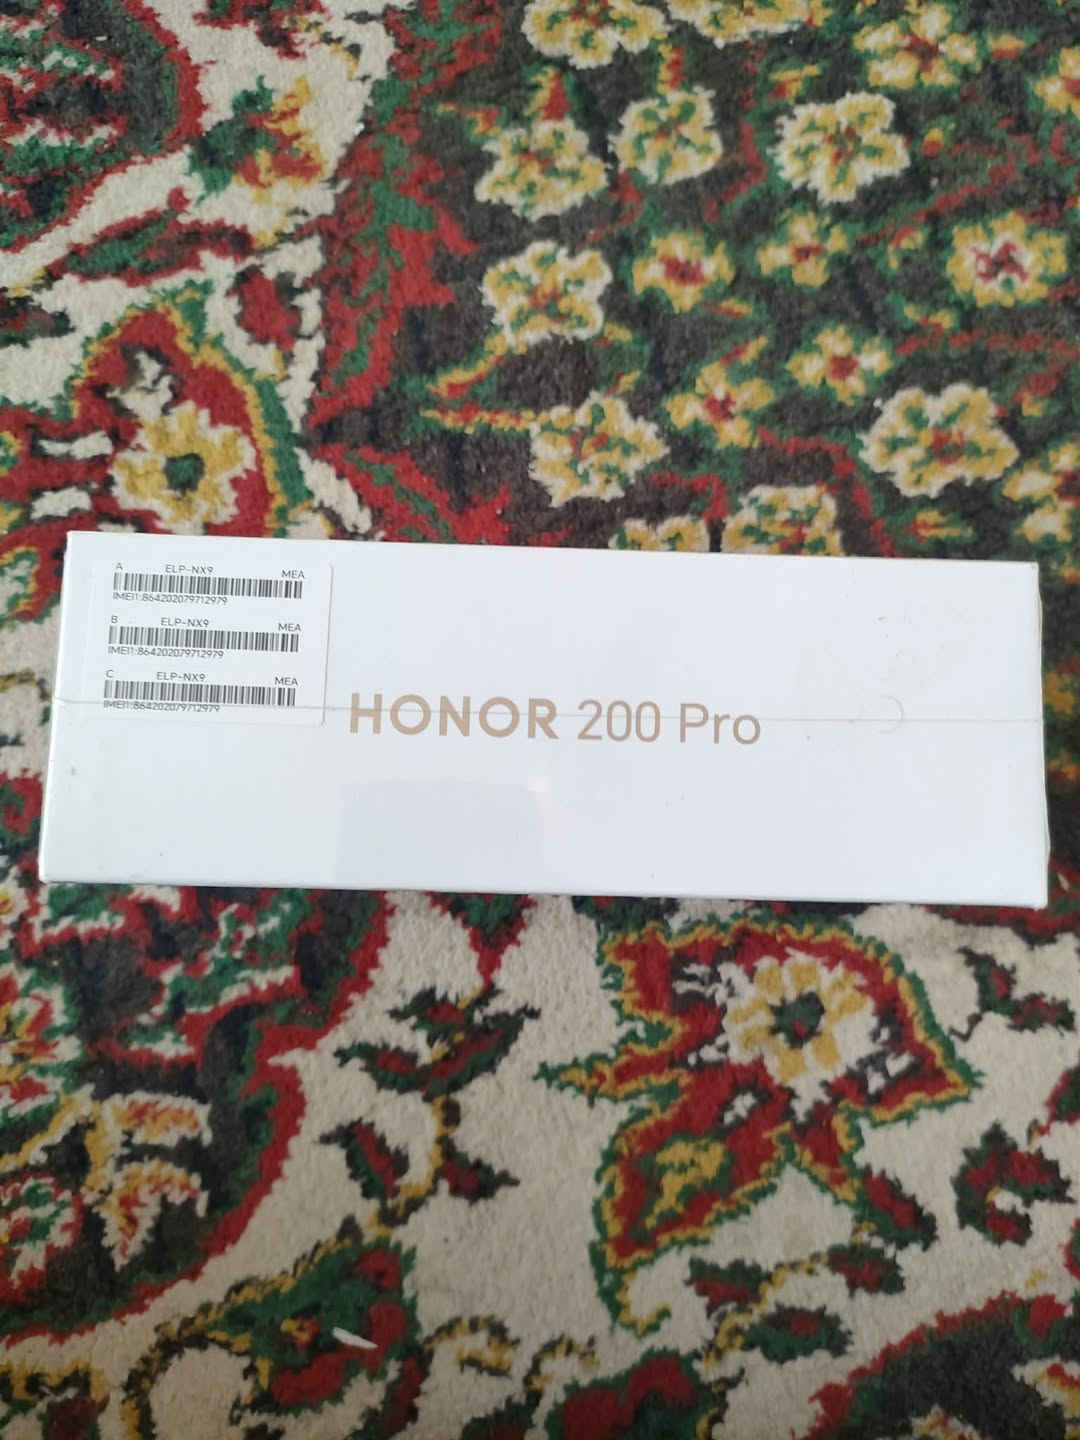 A ELP-NX9 MEA
IMEI1:864202079712979
B ELP-NX9 MEA
IMEI1:864202079712979
C ELP-NX9 MEA
IMEI1:864202079712979
HONOR 200 Pro